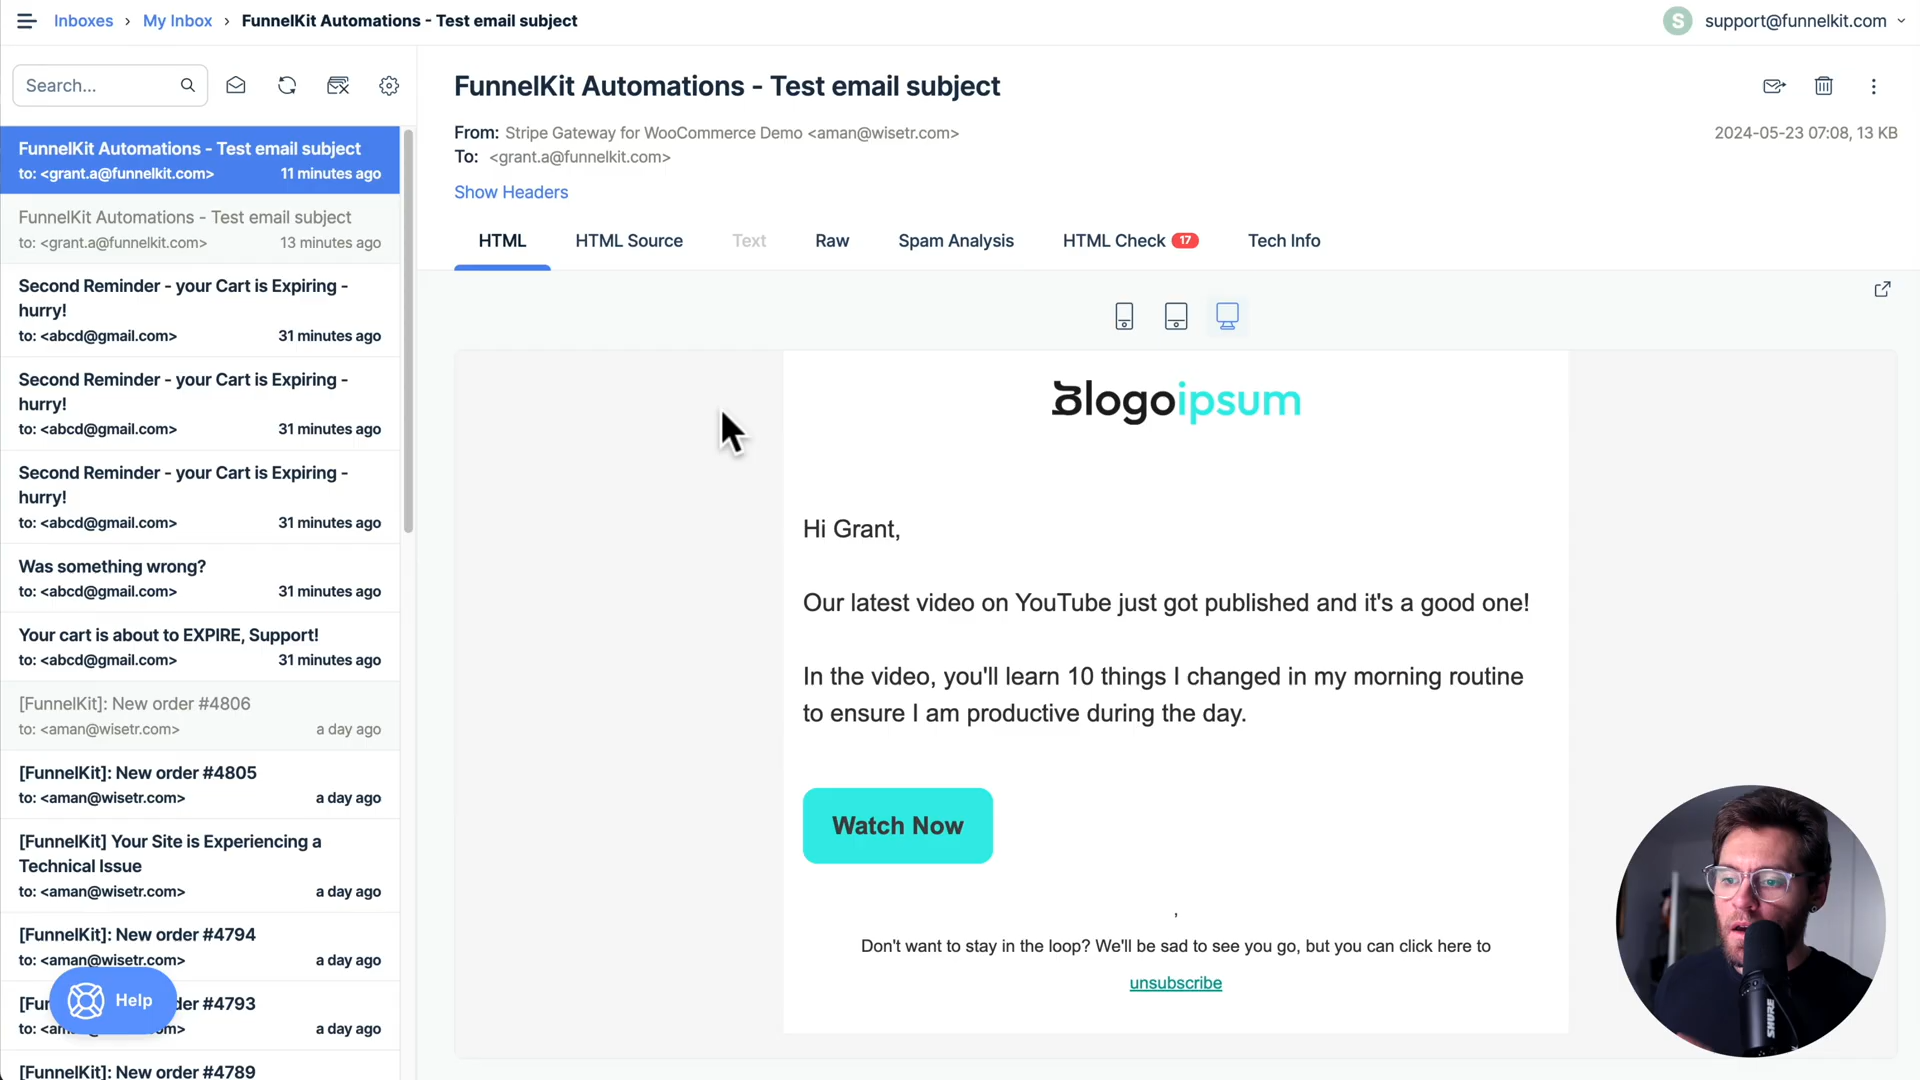 Inboxes › My Inbox › FunnelKit Automations - Test email subject
S support@funnelkit.com
Search...
FunnelKit Automations - Test email subject
to: <grant.a@funnelkit.com> 11 minutes ago
FunnelKit Automations - Test email subject
to: <grant.a@funnelkit.com> 13 minutes ago
Second Reminder - your Cart is Expiring -
hurry!
to: <abcd@gmail.com> 31 minutes ago
Second Reminder - your Cart is Expiring -
hurry!
to: <abcd@gmail.com> 31 minutes ago
Second Reminder - your Cart is Expiring -
hurry!
to: <abcd@gmail.com> 31 minutes ago
Was something wrong?
to: <abcd@gmail.com> 31 minutes ago
Your cart is about to EXPIRE, Support!
to: <abcd@gmail.com> 31 minutes ago
[FunnelKit]: New order #4806
to: <aman@wisetr.com> a day ago
[FunnelKit]: New order #4805
to: <aman@wisetr.com> a day ago
[FunnelKit] Your Site is Experiencing a
Technical Issue
to: <aman@wisetr.com> a day ago
[FunnelKit]: New order #4794
to: <aman@wisetr.com> a day ago
[Fun der #4793
to: <am om> a day ago
Help
[FunnelKit]: New order #4789
FunnelKit Automations - Test email subject
From: Stripe Gateway for WooCommerce Demo <aman@wisetr.com>
2024-05-23 07:08, 13 KB
To: <grant.a@funnelkit.com>
Show Headers
HTML HTML Source Text Raw Spam Analysis HTML Check 17 Tech Info
logoipsum
Hi Grant,
Our latest video on YouTube just got published and it's a good one!
In the video, you'll learn 10 things I changed in my morning routine
to ensure I am productive during the day.
Watch Now
,
Don't want to stay in the loop? We'll be sad to see you go, but you can click here to
unsubscribe
SHURE